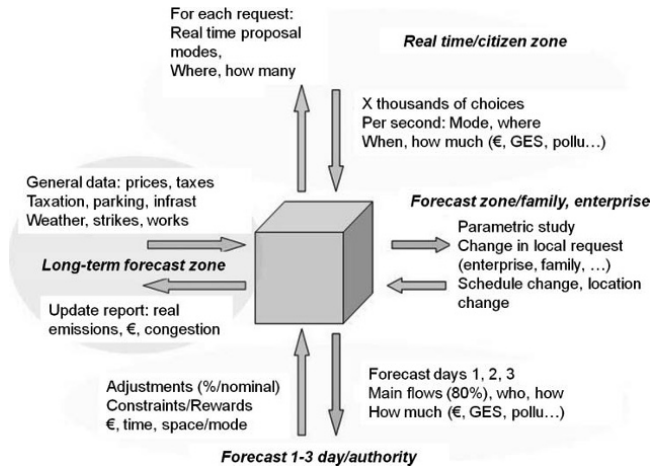 For each request:
Real time proposal
modes,
Where, how many
Real time/citizen zone
X thousands of choices
Per second: Mode, where
When, how much (€, GES, pollu…)
General data: prices, taxes
Taxation, parking, infrast
Weather, strikes, works
Forecast zone/family, enterprise
Parametric study
Change in local request
(enterprise, family, …)
Schedule change, location
change
Long-term forecast zone
Update report: real
emissions, €, congestion
Adjustments (%/nominal)
Constraints/Rewards
€, time, space/mode
Forecast days 1, 2, 3
Main flows (80%), who, how
How much (€, GES, pollu…)
Forecast 1-3 day/authority